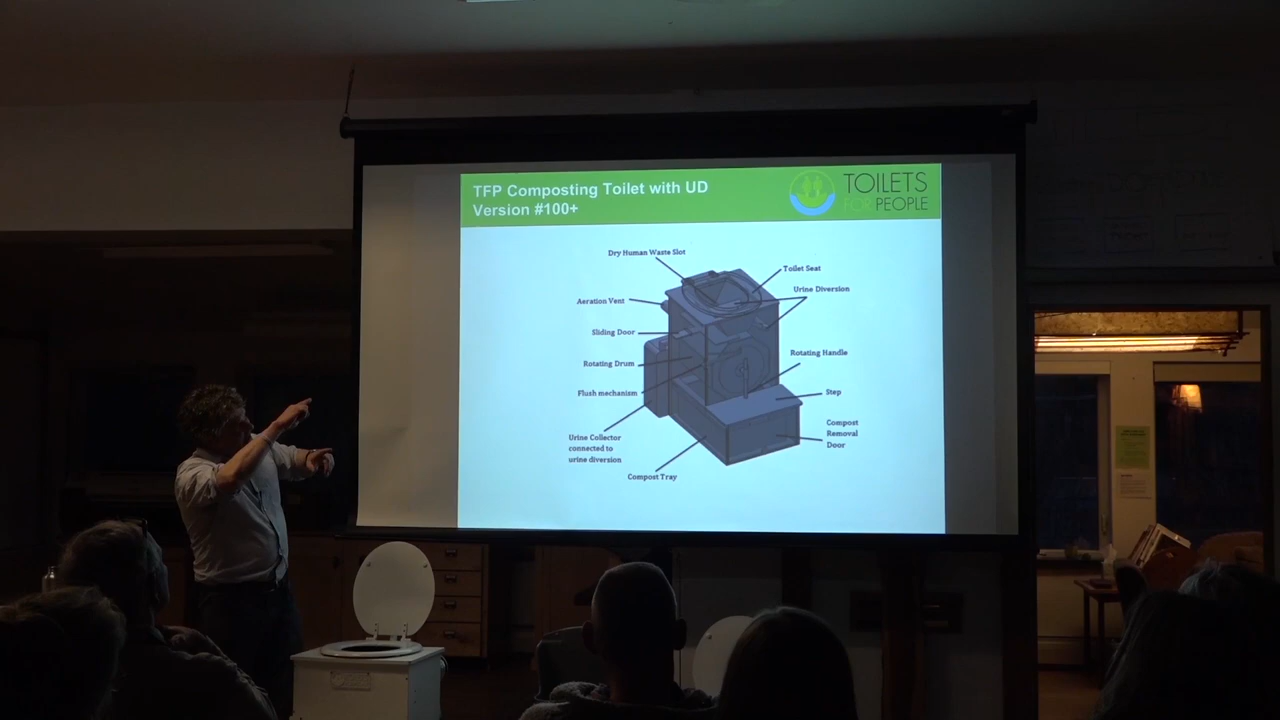 TFP Composting Toilet with UD
Version #100+
TOILETS
FOR PEOPLE
Dry Human Waste Slot
Toilet Seat
Urine Diversion
Aeration Vent
Sliding Door
Rotating Handle
Rotating Drum
Flush mechanism
Step
Compost
Removal
Door
Urine Collector
connected to
urine diversion
Compost Tray